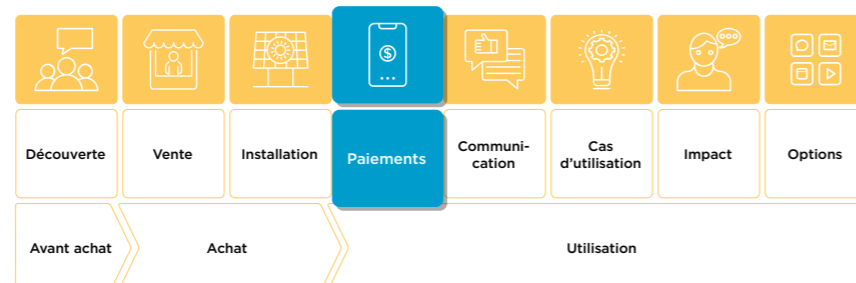 $
Découverte
Vente
Installation
Paiements
Communi-
cation
Cas
d'utilisation
Impact
Options
Avant achat
Achat
Utilisation